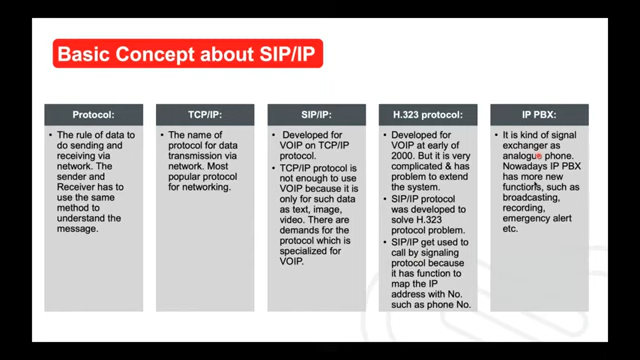 Basic Concept about SIP/IP
Protocol:
• The rule of data to
do sending and
receiving via
network. The
sender and
Receiver has to
use the same
method to
understand the
message.
TCP/IP:
• The name of
protocol for data
transmission via
network. Most
popular protocol
for networking.
SIP/IP:
• Developed for
VOIP on TCP/IP
protocol.
• TCP/IP protocol is
not enough to use
VOIP because it is
only for such data
as text, image,
video. There are
demands for the
protocol which is
specialized for
VOIP.
H.323 protocol:
• Developed for
VOIP at early of
2000. But it is very
complicated & has
problem to extend
the system.
• SIP/IP protocol
was developed to
solve H.323
protocol problem.
• SIP/IP get used to
call by signaling
protocol because
it has function to
map the IP
address with No.
such as phone No.
IP PBX:
• It is kind of signal
exchanger as
analogue phone.
Nowadays IP PBX
has more new
functions, such as
broadcasting,
recording,
emergency alert
etc.